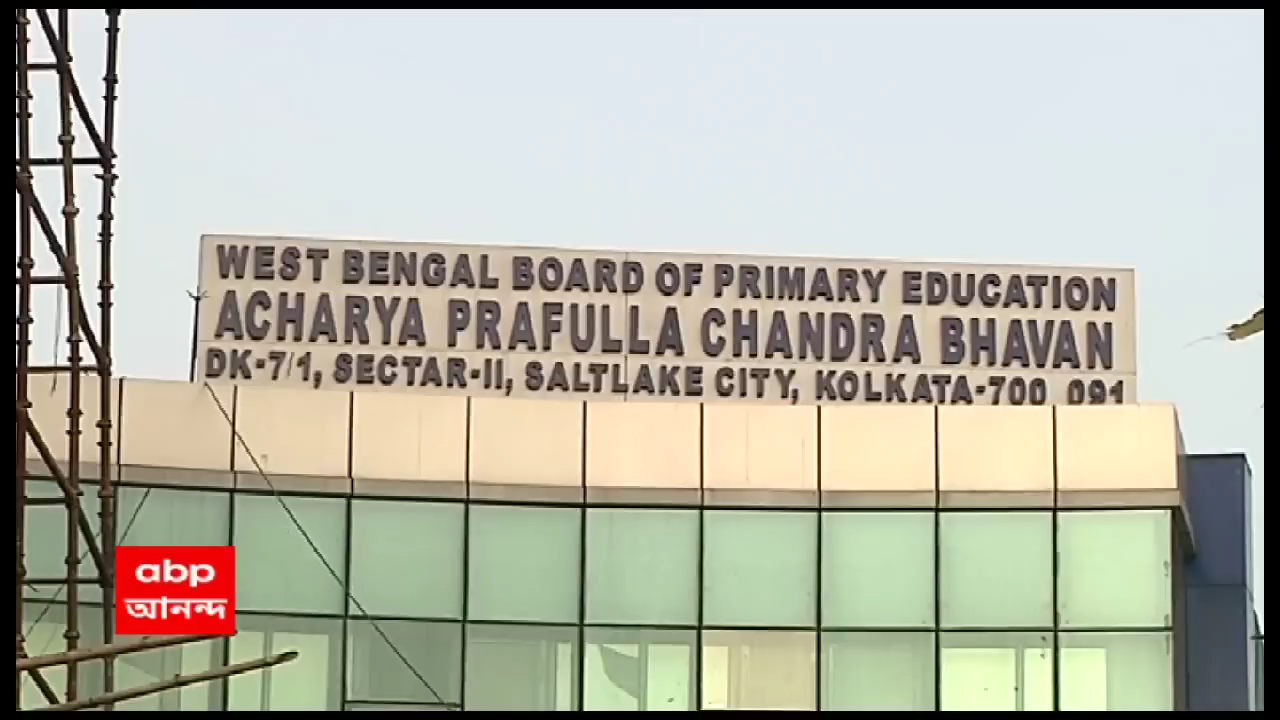 WEST BENGAL BOARD OF PRIMARY EDUCATION
ACHARYA PRAFULLA CHANDRA BHAVAN
DK-7/1, SECTAR-II, SALTLAKE CITY, KOLKATA-700 091
abp
আনন্দ